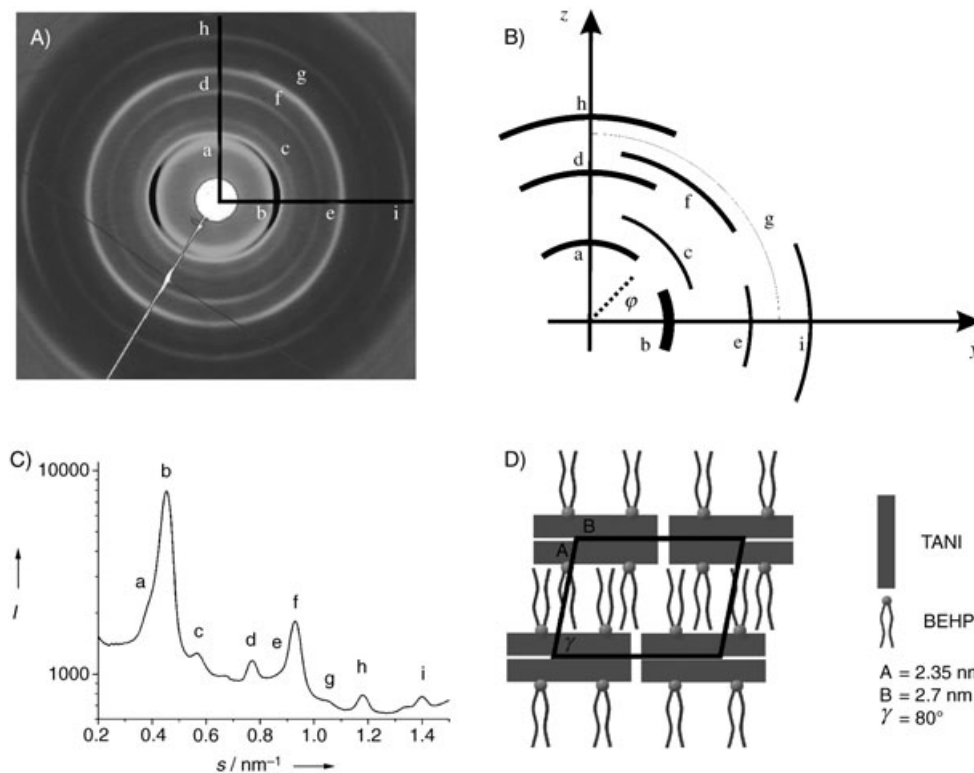 A)
h
g
d
f
a
c
b
e
i
B)
z
h
d
f
g
c
a
φ
b
e
i
y
C)
10000
1000
I
b
a
c
d
e
f
g
h
i
0.2 0.4 0.6 0.8 1.0 1.2 1.4
s / nm⁻¹
D)
B
A
γ
TANI
BEHP
A = 2.35 nm
B = 2.7 nm
γ = 80°